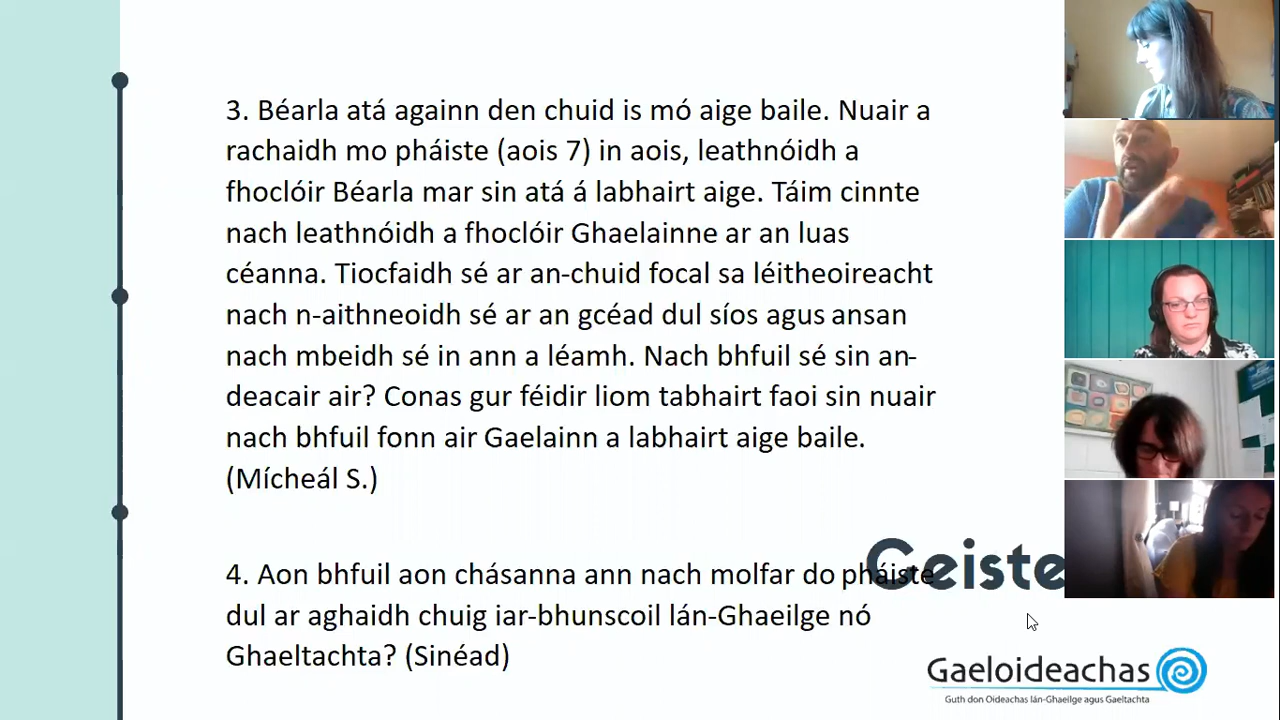 3. Béarla atá againn den chuid is mó aige baile. Nuair a
rachaidh mo pháiste (aois 7) in aois, leathnóidh a
fhoclóir Béarla mar sin atá á labhairt aige. Táim cinnte
nach leathnóidh a fhoclóir Ghaelainne ar an luas
céanna. Tiocfaidh sé ar an-chuid focal sa léitheoireacht
nach n-aithneoidh sé ar an gcéad dul síos agus ansan
nach mbeidh sé in ann a léamh. Nach bhfuil sé sin an-
deacair air? Conas gur féidir liom tabhairt faoi sin nuair
nach bhfuil fonn air Gaelainn a labhairt aige baile.
(Mícheál S.)
4. Aon bhfuil aon chásanna ann nach molfar do pháiste
dul ar aghaidh chuig iar-bhunscoil lán-Ghaeilge nó
Ghaeltachta? (Sinéad)
Ceiste
Gaeloideachas
Guth don Oideachas lán-Ghaeilge agus Gaeltachta